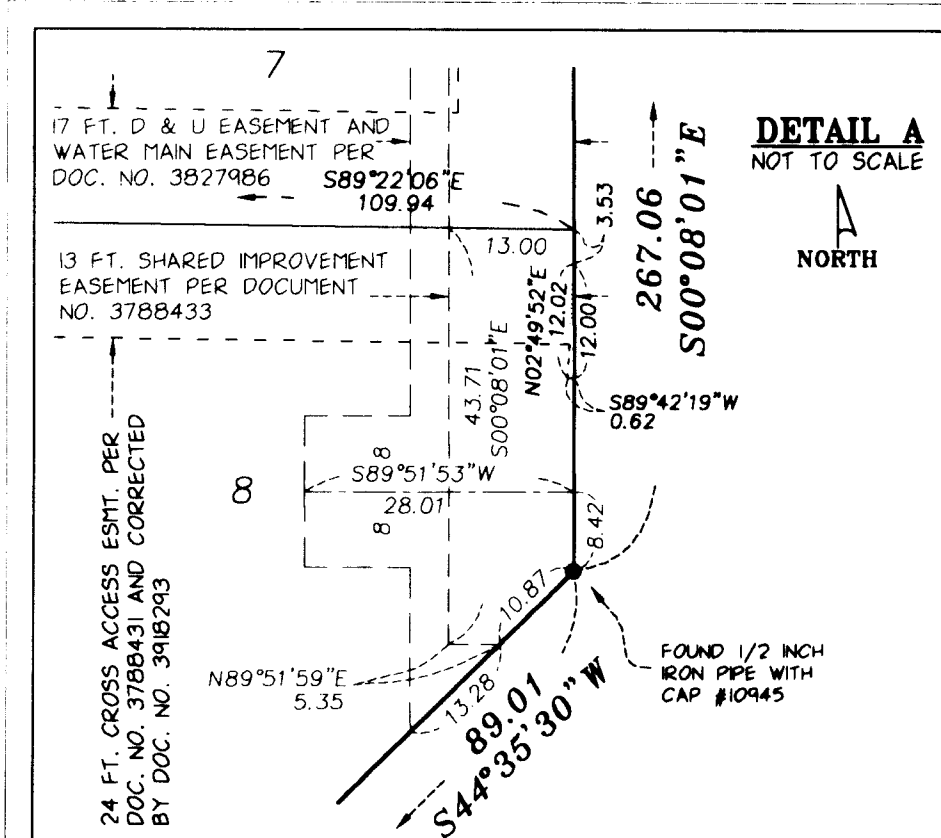 7
17 FT. D & U EASEMENT AND
WATER MAIN EASEMENT PER
DOC. NO. 3827986
S89°22'06"E
109.94
DETAIL A
NOT TO SCALE
NORTH
267.06
S00°08'01"E
3.53
13.00
13 FT. SHARED IMPROVEMENT
EASEMENT PER DOCUMENT
NO. 3788433
N02°49'52"E
12.02
12.00
43.71
S00°08'01"E
S89°42'19"W
0.62
24 FT. CROSS ACCESS ESMT. PER
DOC. NO. 3788431 AND CORRECTED
BY DOC. NO. 3918293
8
8
S89°51'53"W
28.01
8
8.42
10.87
FOUND 1/2 INCH
IRON PIPE WITH
CAP #10945
N89°51'59"E
5.35
13.28
89.01
S44°35'30"W